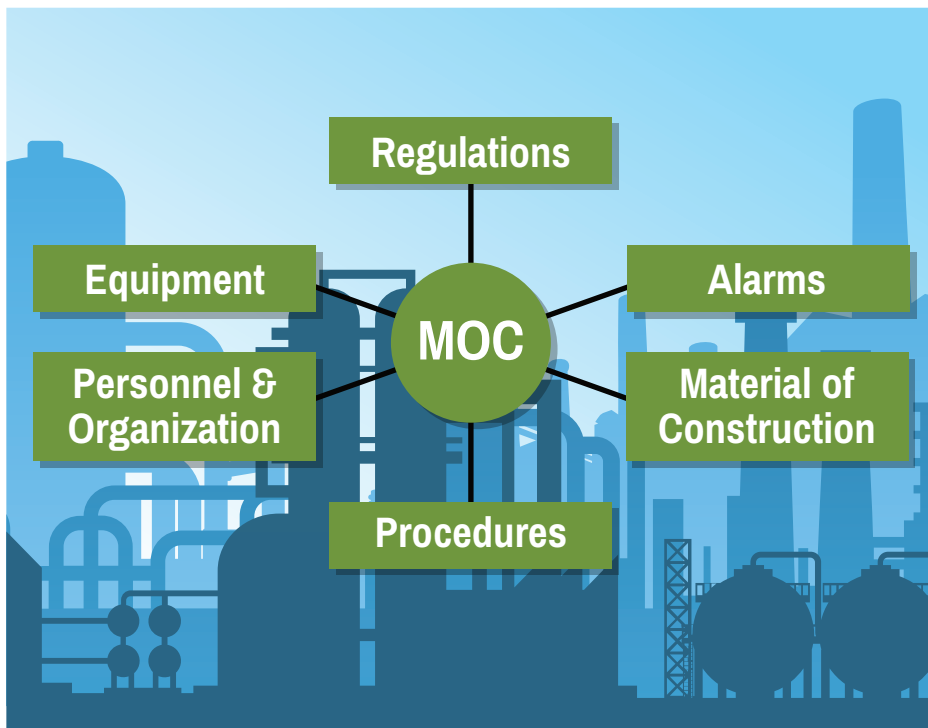 Regulations
Equipment
Alarms
MOC
Personnel &
Organization
Material of
Construction
Procedures